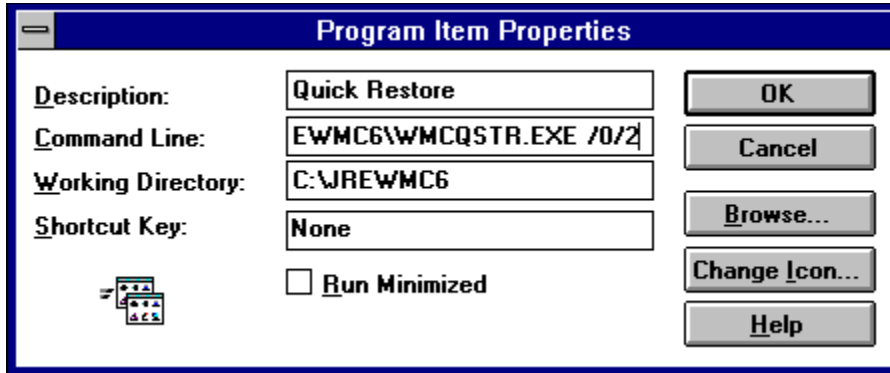 Program Item Properties
Description: Quick Restore
Command Line: EWMC6\WMCQSTR.EXE /0/2
Working Directory: C:\JREWMC6
Shortcut Key: None
Run Minimized
OK
Cancel
Browse...
Change Icon...
Help